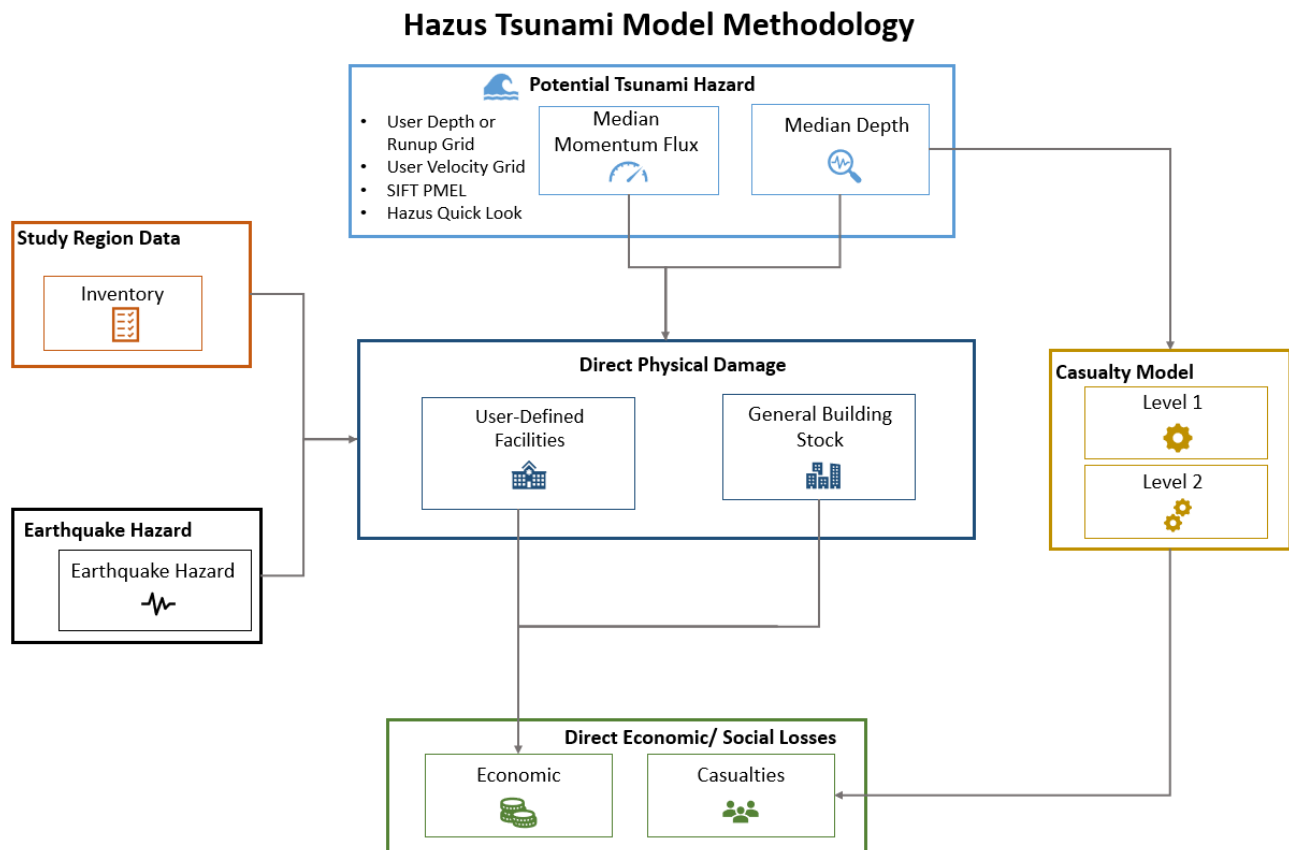 Hazus Tsunami Model Methodology
Potential Tsunami Hazard
• User Depth or
Runup Grid
• User Velocity Grid
• SIFT PMEL
• Hazus Quick Look
Median
Momentum Flux
Median Depth
Study Region Data
Inventory
Earthquake Hazard
Earthquake Hazard
Direct Physical Damage
User-Defined
Facilities
General Building
Stock
Casualty Model
Level 1
Level 2
Direct Economic/ Social Losses
Economic
Casualties